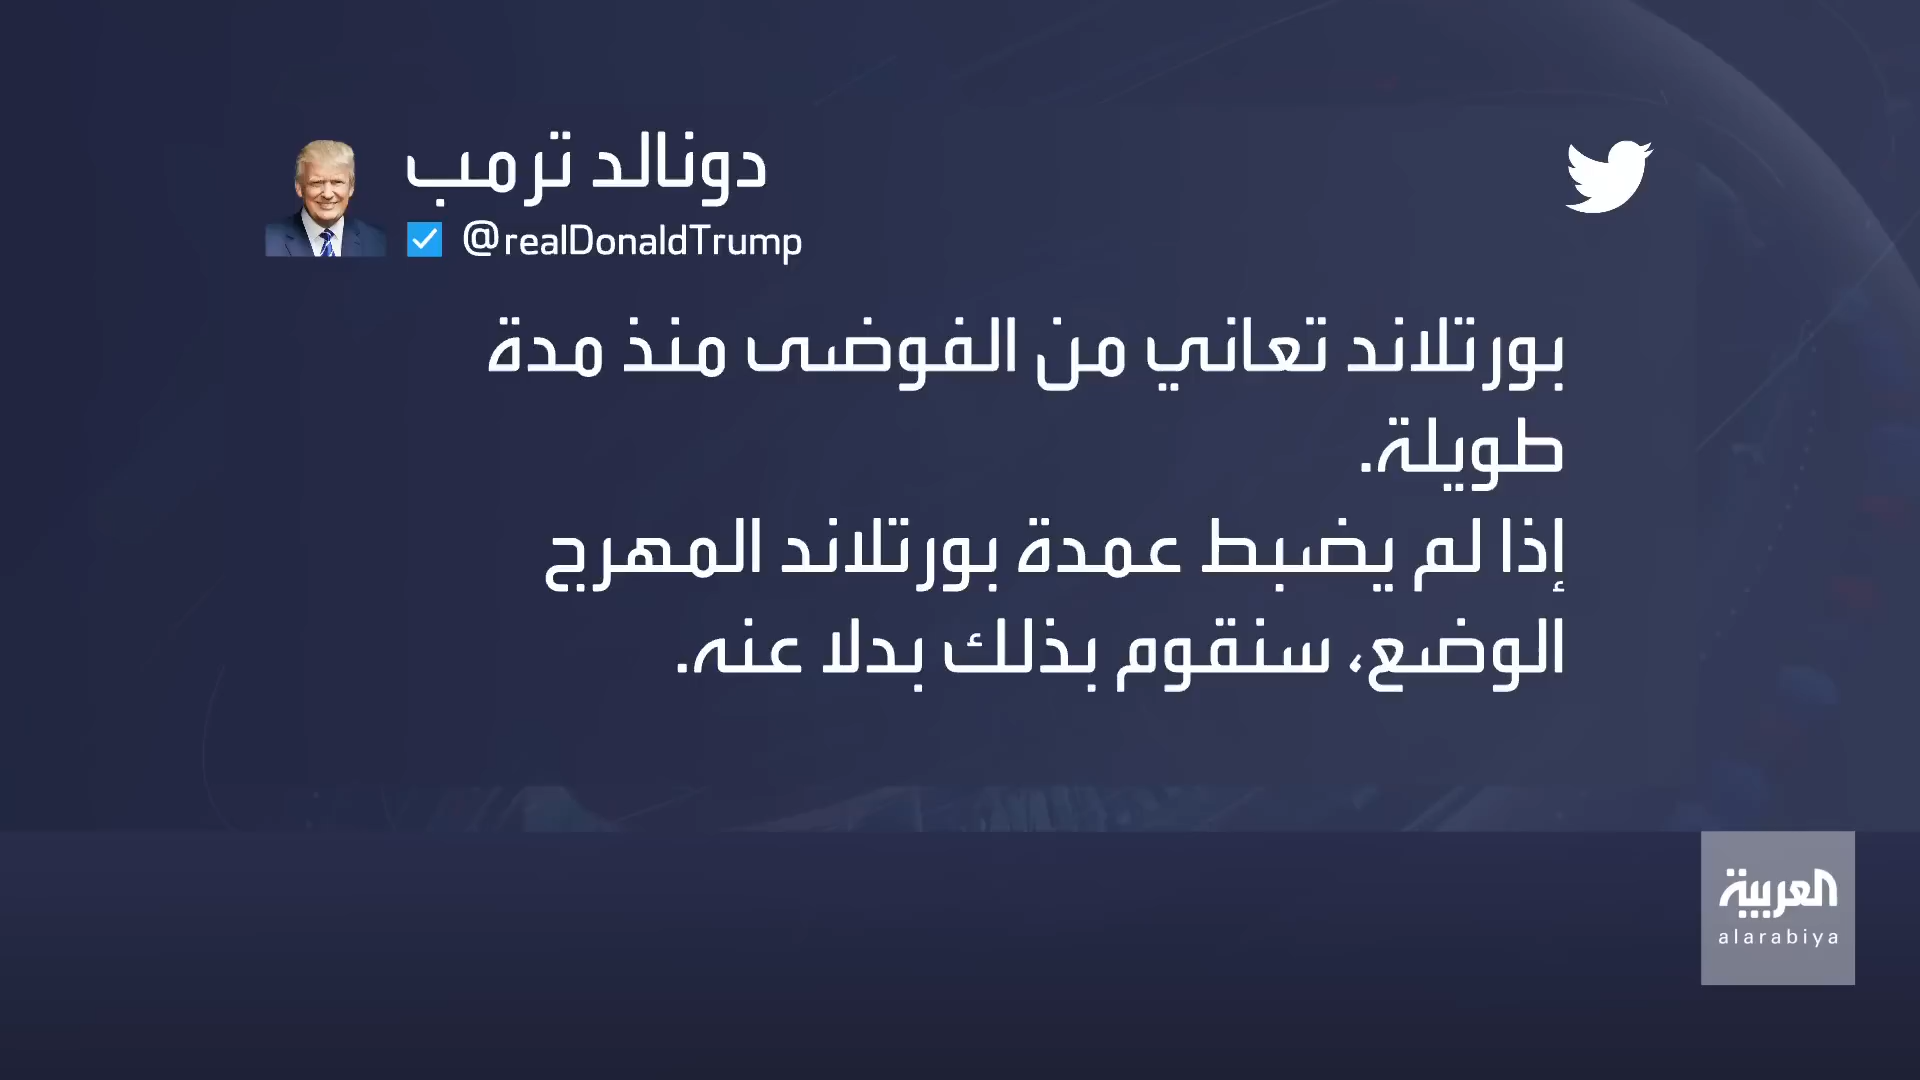 دونالد ترمب
@realDonaldTrump
بورتلاند تعاني من الفوضى منذ مدة
طويلة.
إذا لم يضبط عمدة بورتلاند المهرج
الوضع، سنقوم بذلك بدلا عنه.
العربية
alarabiya